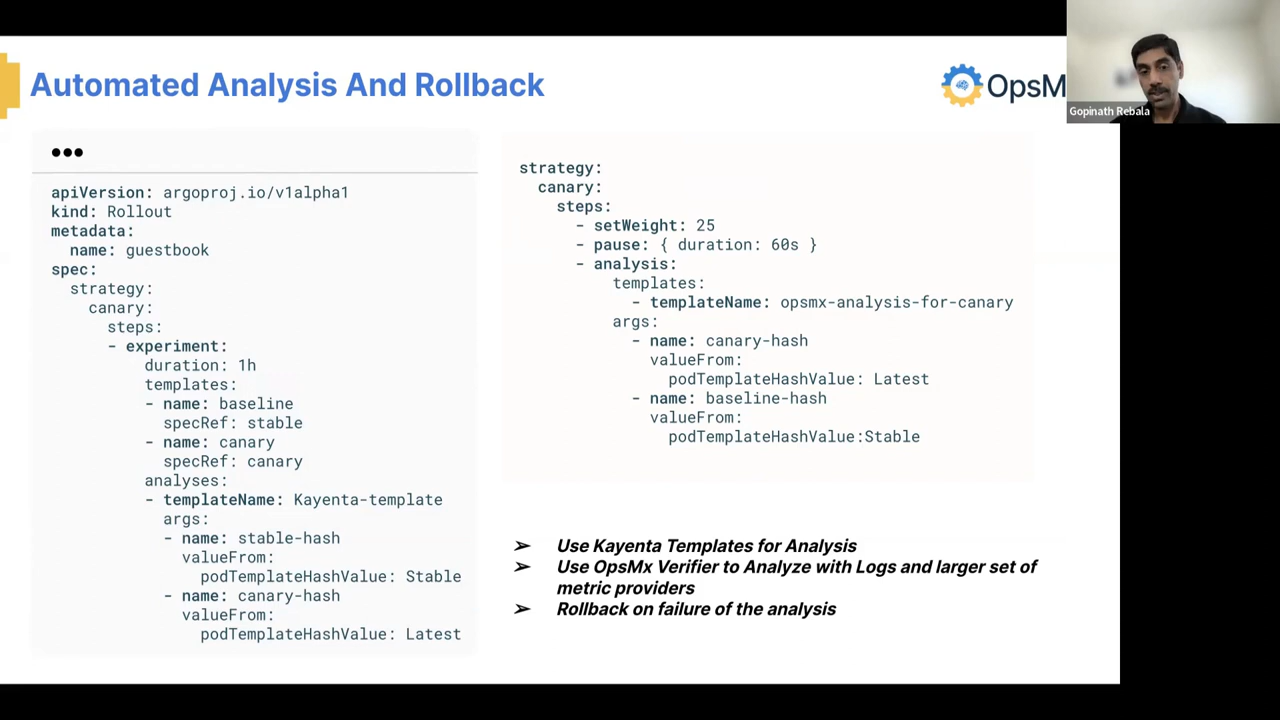 Automated Analysis And Rollback
OpsM
Gopinath Rebala
apiVersion: argoproj.io/v1alpha1
kind: Rollout
metadata:
name: guestbook
spec:
strategy:
canary:
steps:
- experiment:
duration: 1h
templates:
- name: baseline
specRef: stable
- name: canary
specRef: canary
analyses:
- templateName: Kayenta-template
args:
- name: stable-hash
valueFrom:
podTemplateHashValue: Stable
- name: canary-hash
valueFrom:
podTemplateHashValue: Latest
strategy:
canary:
steps:
- setWeight: 25
- pause: { duration: 60s }
- analysis:
templates:
- templateName: opsmx-analysis-for-canary
args:
- name: canary-hash
valueFrom:
podTemplateHashValue: Latest
- name: baseline-hash
valueFrom:
podTemplateHashValue:Stable
➢ Use Kayenta Templates for Analysis
➢ Use OpsMx Verifier to Analyze with Logs and larger set of
metric providers
➢ Rollback on failure of the analysis